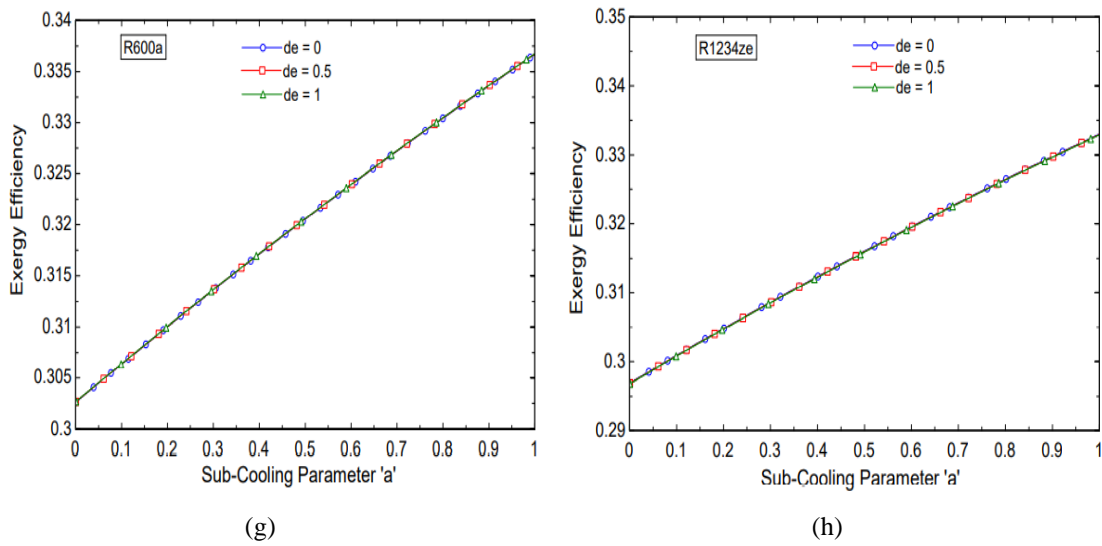 R600a
de = 0
de = 0.5
de = 1
0.34
0.335
0.33
0.325
0.32
0.315
0.31
0.305
0.3
Exergy Efficiency
0 0.1 0.2 0.3 0.4 0.5 0.6 0.7 0.8 0.9 1
Sub-Cooling Parameter 'a'
(g)
R1234ze
de = 0
de = 0.5
de = 1
0.35
0.34
0.33
0.32
0.31
0.3
0.29
Exergy Efficiency
0 0.1 0.2 0.3 0.4 0.5 0.6 0.7 0.8 0.9 1
Sub-Cooling Parameter 'a'
(h)